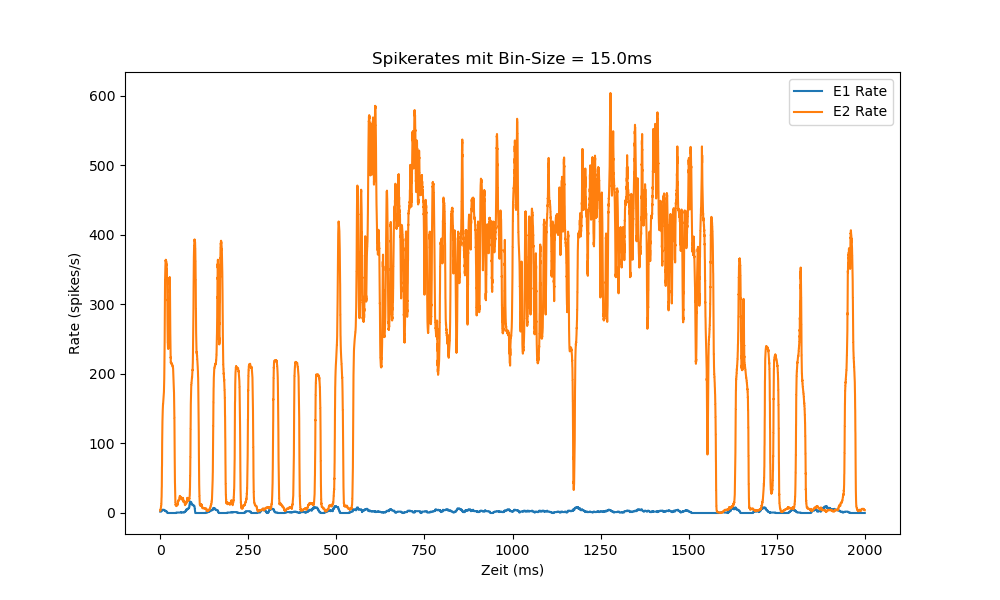 Spikerates mit Bin-Size = 15.0ms
E1 Rate
E2 Rate
Rate (spikes/s)
600
500
400
300
200
100
0
0 250 500 750 1000 1250 1500 1750 2000
Zeit (ms)